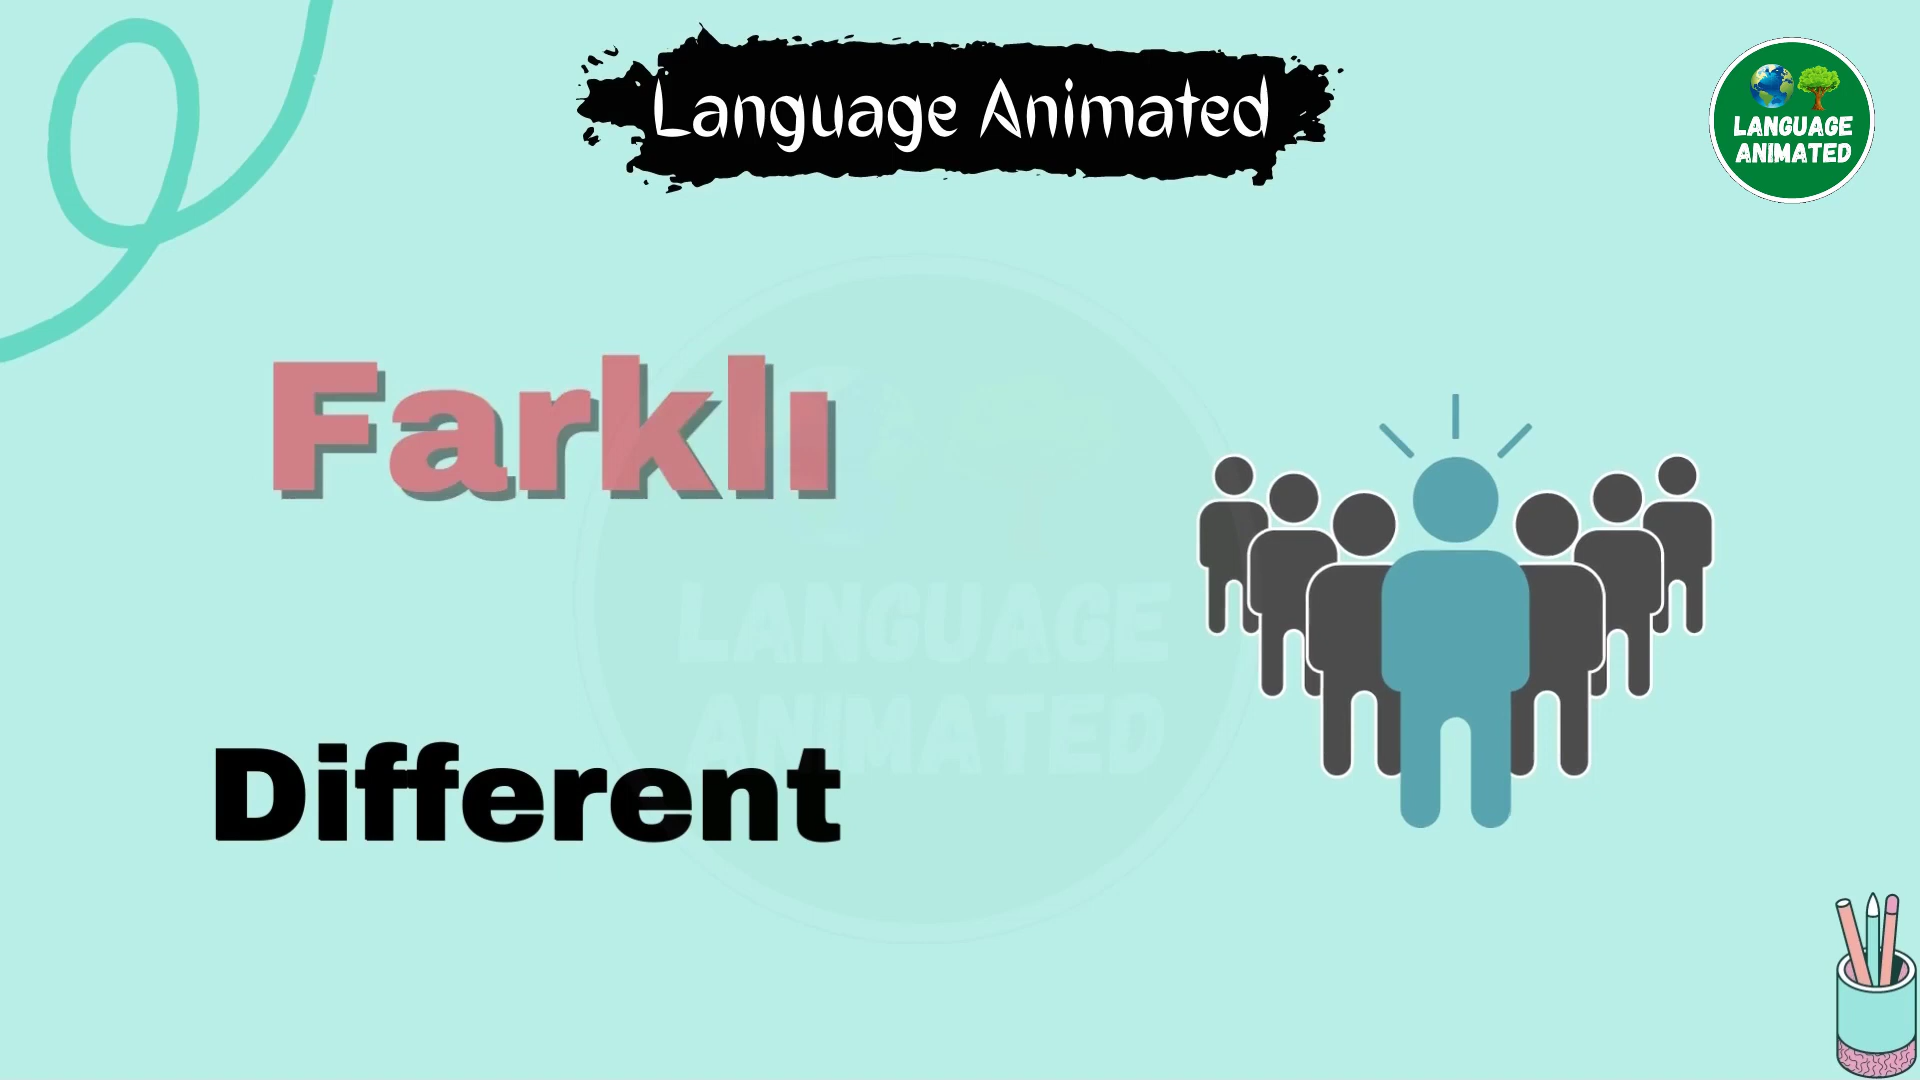 Language Animated
LANGUAGE
ANIMATED
Farklı
LANGUAGE
ANIMATED
Different